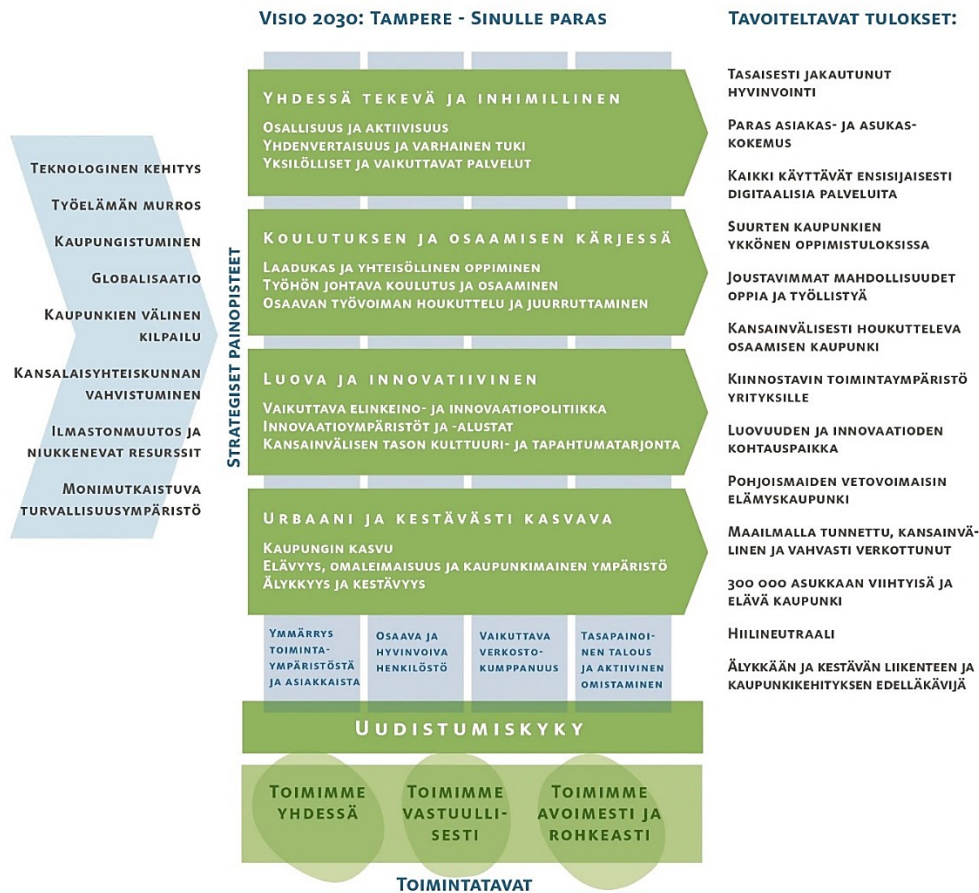 Visio 2030: Tampere - Sinulle paras
Tavoiteltavat tulokset:
Teknologinen kehitys
Työelämän murros
Kaupungistuminen
Globalisaatio
Kaupunkien välinen
kilpailu
Kansalaisyhteiskunnan
vahvistuminen
Ilmastonmuutos ja
niukkenevat resurssit
Monimutkaistuva
turvallisuusympäristö
Strategiset painopisteet
Yhdessä tekevä ja inhimillinen
Osallisuus ja aktiivisuus
Yhdenvertaisuus ja varhainen tuki
Yksilölliset ja vaikuttavat palvelut
Koulutuksen ja osaamisen kärjessä
Laadukas ja yhteisöllinen oppiminen
Työhön johtava koulutus ja osaaminen
Osaavan työvoiman houkuttelu ja juurruttaminen
Luova ja innovatiivinen
Vaikuttava elinkeino- ja innovaatiopolitiikka
Innovaatioympäristöt ja -alustat
Kansainvälisen tason kulttuuri- ja tapahtumatarjonta
Urbaani ja kestävästi kasvava
Kaupungin kasvu
Elävyys, omaleimaisuus ja kaupunkimainen ympäristö
Älykkyys ja kestävyys
Ymmärrys
toiminta-
ympäristöstä
ja asiakkaista
Osaava ja
hyvinvoiva
henkilöstö
Vaikuttava
verkosto-
kumppanuus
Tasapainoi-
nen talous
ja aktiivinen
omistaminen
Uudistumiskyky
Toimimme
yhdessä
Toimimme
vastuulli-
sesti
Toimimme
avoimesti ja
rohkeasti
Toimintatavat
Tasaisesti jakautunut
hyvinvointi
Paras asiakas- ja asukas-
kokemus
Kaikki käyttävät ensisijaisesti
digitaalisia palveluita
Suurten kaupunkien
ykkönen oppimistuloksissa
Joustavimmat mahdollisuudet
oppia ja työllistyä
Kansainvälisesti houkutteleva
osaamisen kaupunki
Kiinnostavin toimintaympäristö
yrityksille
Luovuuden ja innovaatioden
kohtauspaikka
Pohjoismaiden vetovoimaisin
elämyskaupunki
Maailmalla tunnettu, kansainvä-
linen ja vahvasti verkottunut
300 000 asukkaan viihtyisä ja
elävä kaupunki
Hiilineutraali
Älykkään ja kestävän liikenteen ja
kaupunkikehityksen edelläkävijä